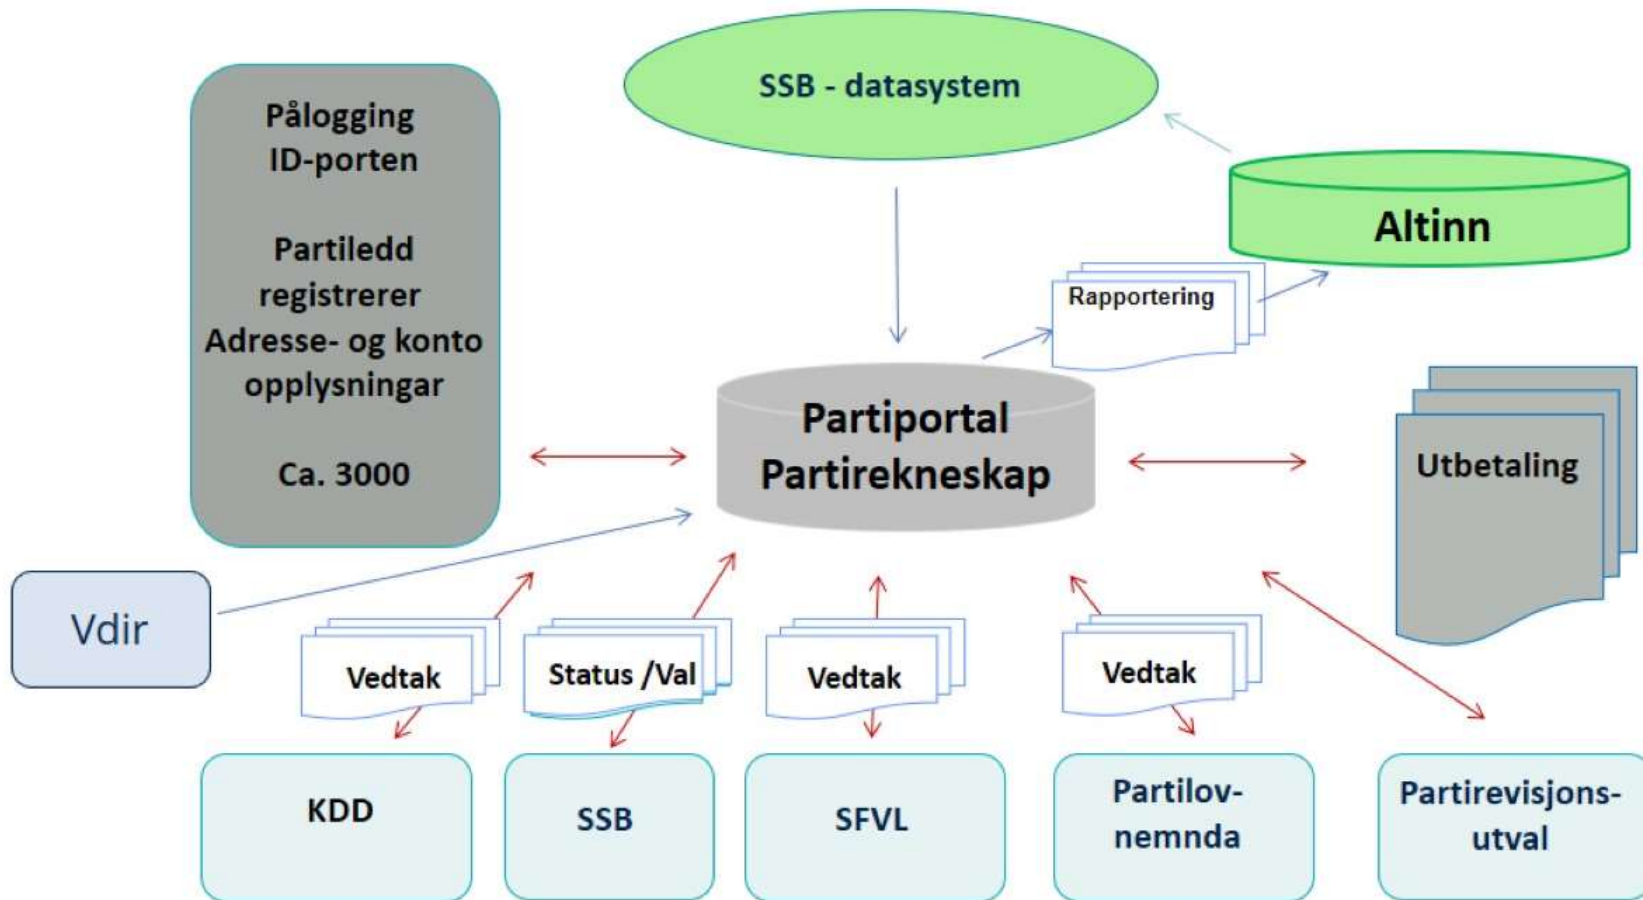 SSB - datasystem
Pålogging
ID-porten
Partiledd
registrerer
Adresse- og konto
opplysningar
Ca. 3000
Altinn
Rapportering
Partiportal
Partirekneskap
Utbetaling
Vdir
Vedtak
Status /Val
Vedtak
Vedtak
KDD
SSB
SFVL
Partilov-
nemnda
Partirevisjons-
utval